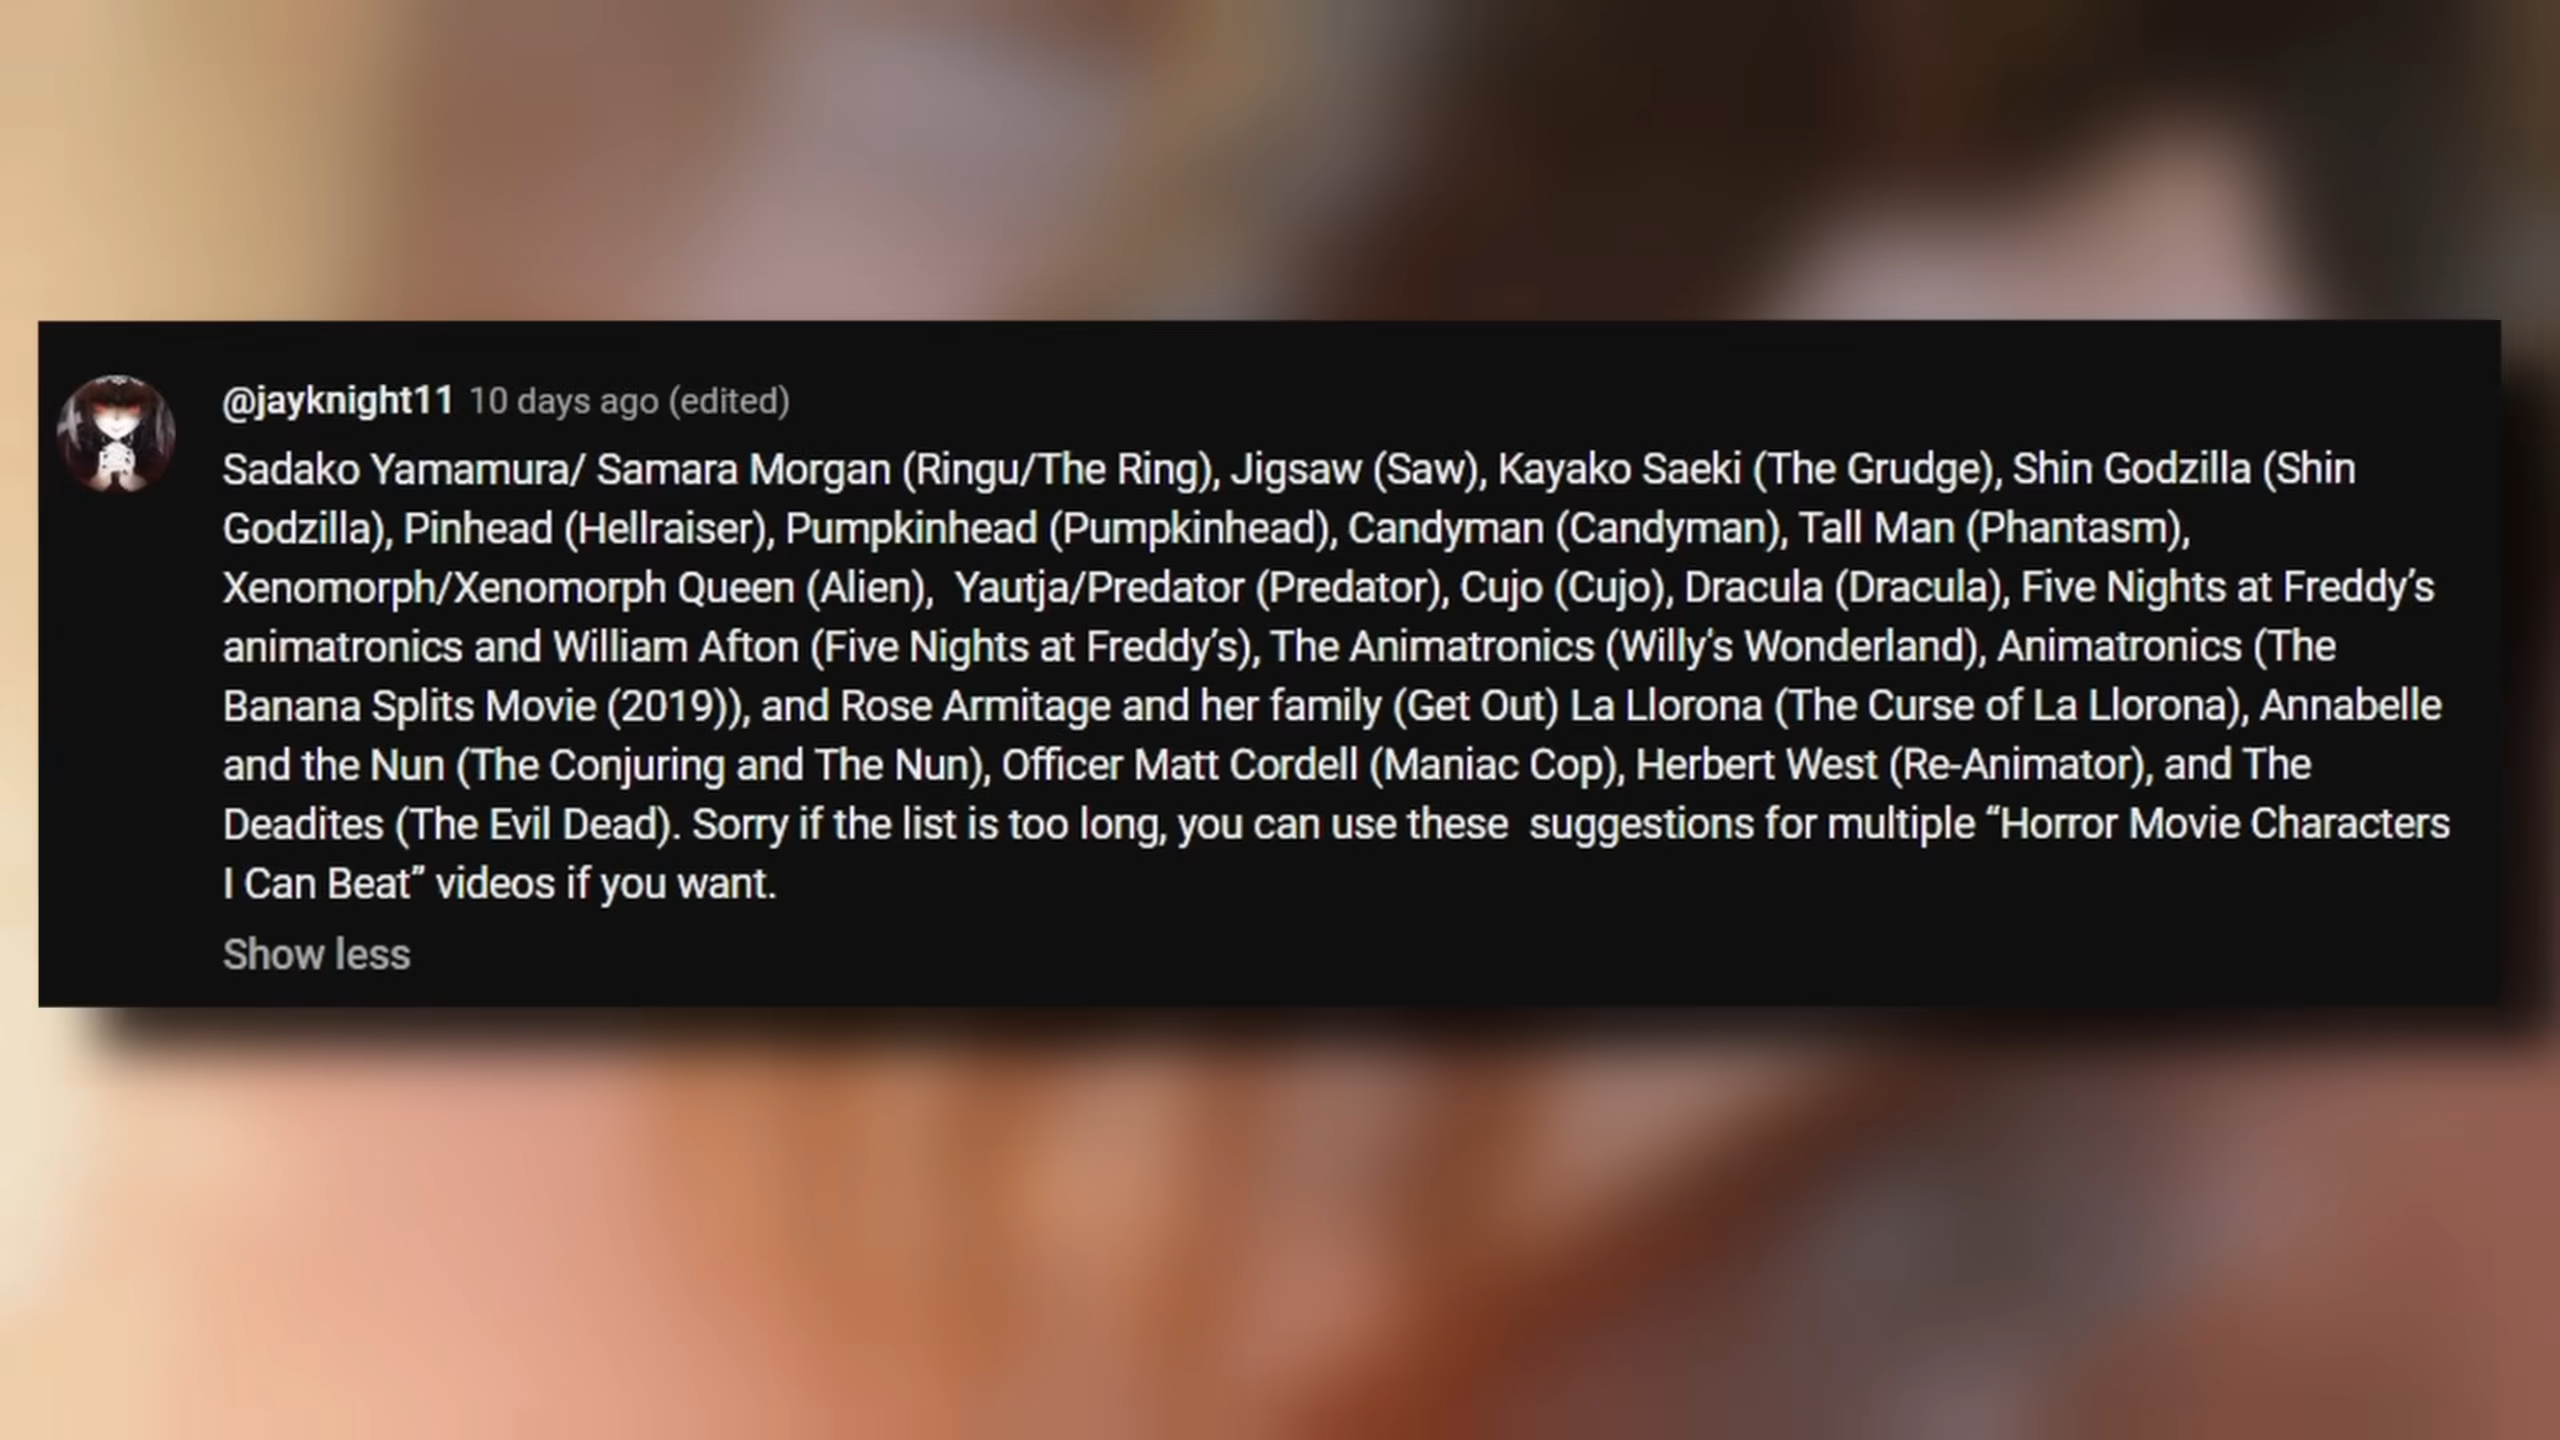 @jayknight11 10 days ago (edited)
Sadako Yamamura/ Samara Morgan (Ringu/The Ring), Jigsaw (Saw), Kayako Saeki (The Grudge), Shin Godzilla (Shin
Godzilla), Pinhead (Hellraiser), Pumpkinhead (Pumpkinhead), Candyman (Candyman), Tall Man (Phantasm),
Xenomorph/Xenomorph Queen (Alien),  Yautja/Predator (Predator), Cujo (Cujo), Dracula (Dracula), Five Nights at Freddy’s
animatronics and William Afton (Five Nights at Freddy’s), The Animatronics (Willy's Wonderland), Animatronics (The
Banana Splits Movie (2019)), and Rose Armitage and her family (Get Out) La Llorona (The Curse of La Llorona), Annabelle
and the Nun (The Conjuring and The Nun), Officer Matt Cordell (Maniac Cop), Herbert West (Re-Animator), and The
Deadites (The Evil Dead). Sorry if the list is too long, you can use these  suggestions for multiple “Horror Movie Characters
I Can Beat” videos if you want.
Show less